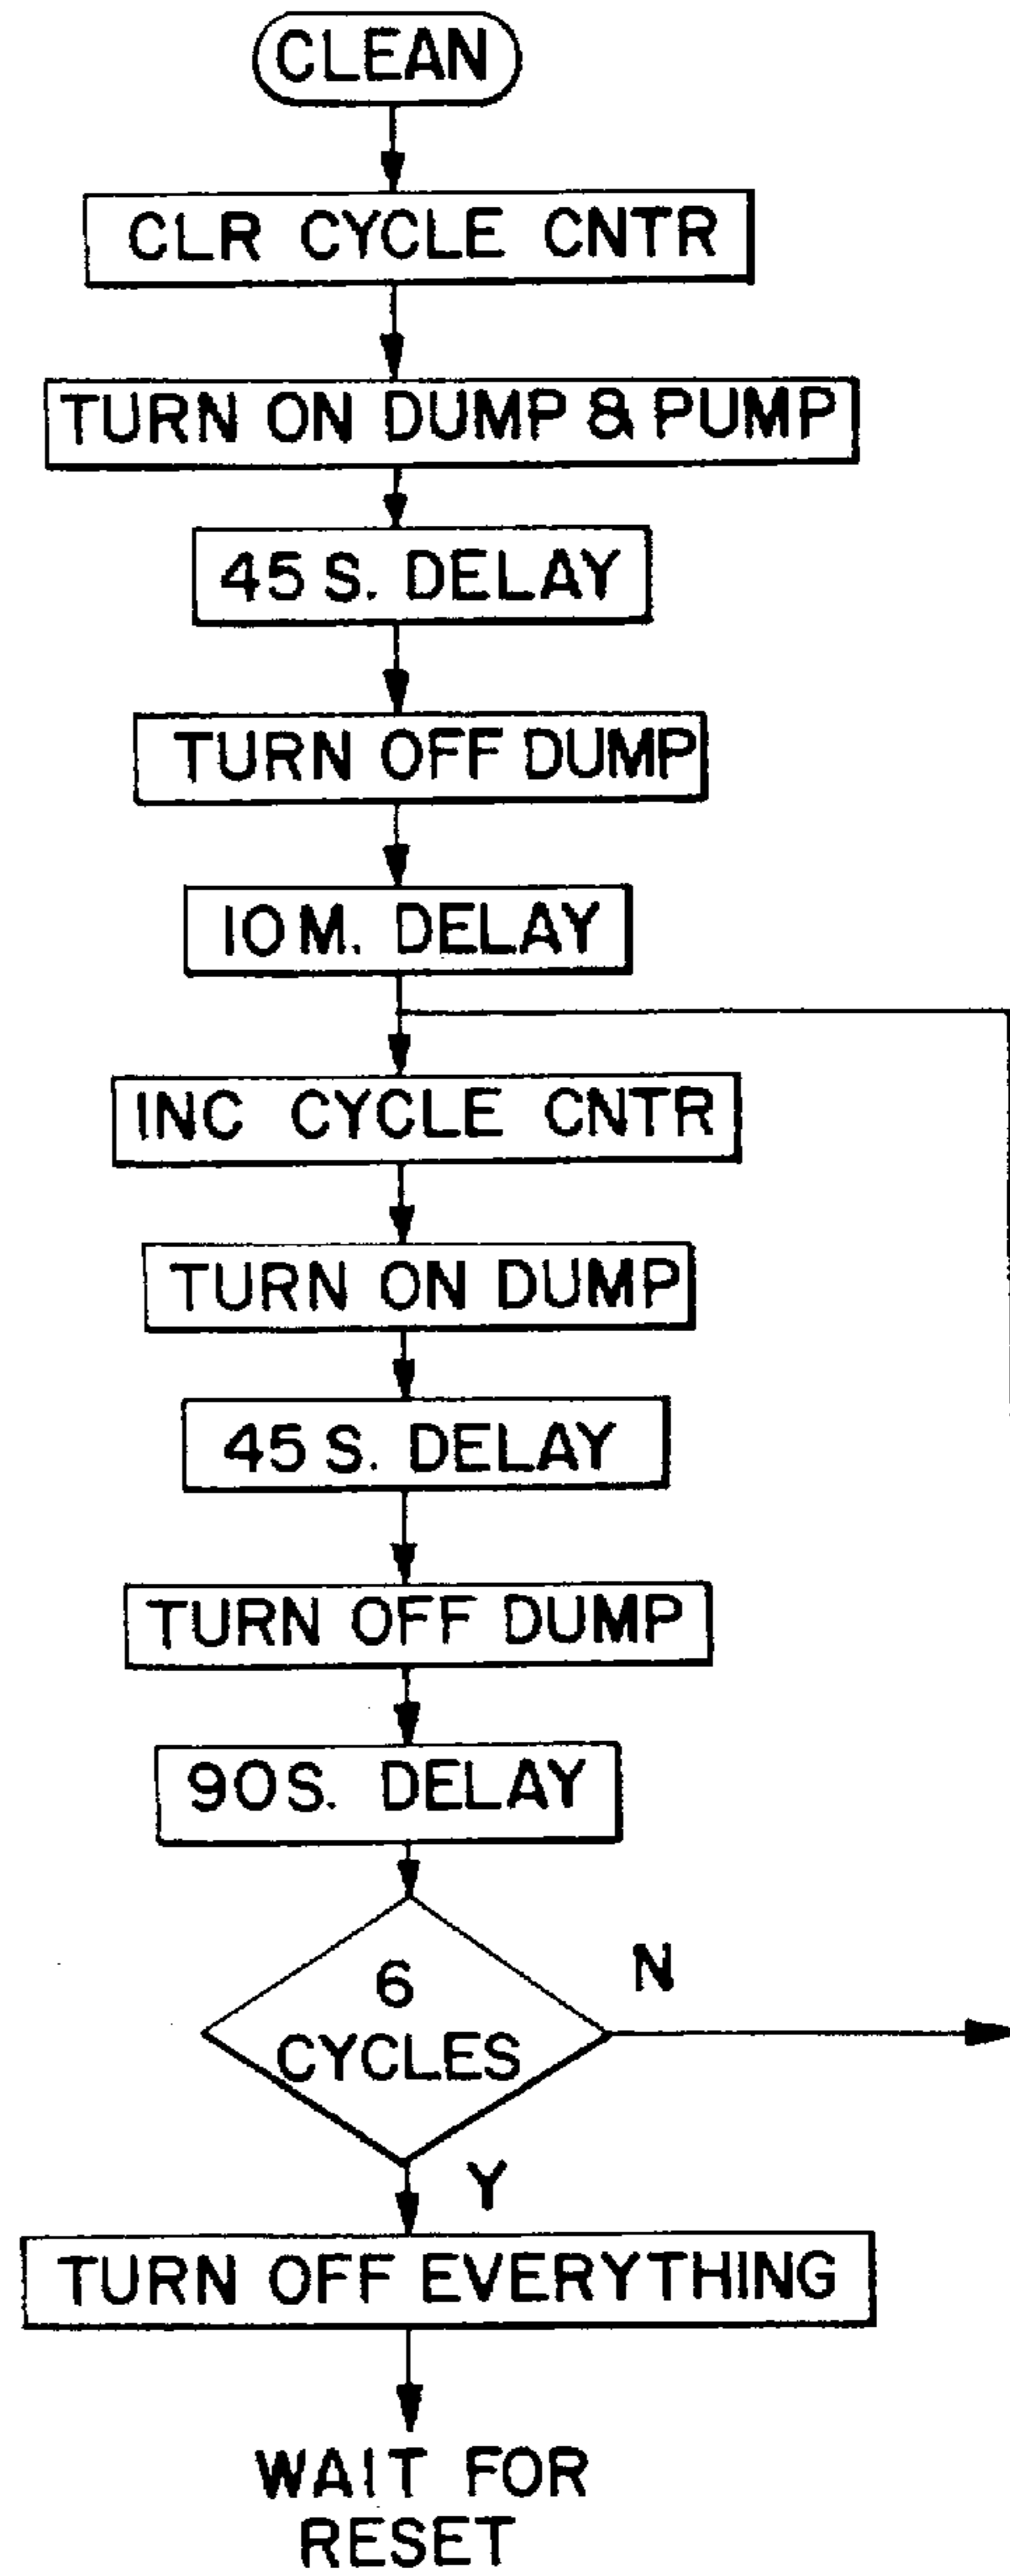 CLEAN
CLR CYCLE CNTR
TURN ON DUMP & PUMP
45 S. DELAY
TURN OFF DUMP
10 M. DELAY
INC CYCLE CNTR
TURN ON DUMP
45 S. DELAY
TURN OFF DUMP
90 S. DELAY
6
CYCLES
N
Y
TURN OFF EVERYTHING
WAIT FOR
RESET